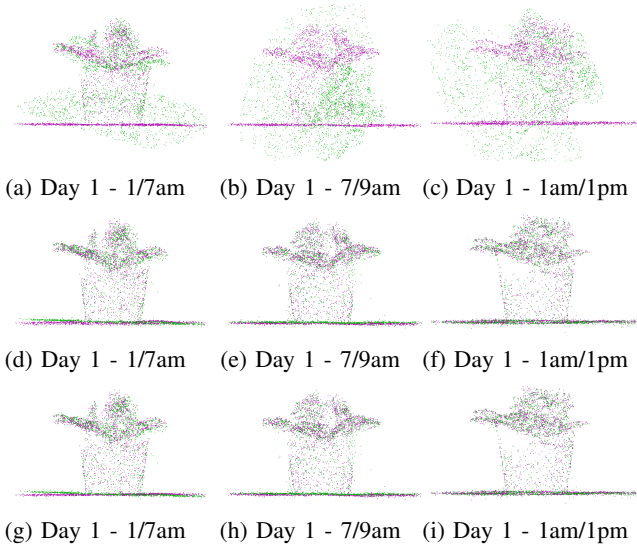 (a) Day 1 - 1/7am (b) Day 1 - 7/9am (c) Day 1 - 1am/1pm
(d) Day 1 - 1/7am (e) Day 1 - 7/9am (f) Day 1 - 1am/1pm
(g) Day 1 - 1/7am (h) Day 1 - 7/9am (i) Day 1 - 1am/1pm